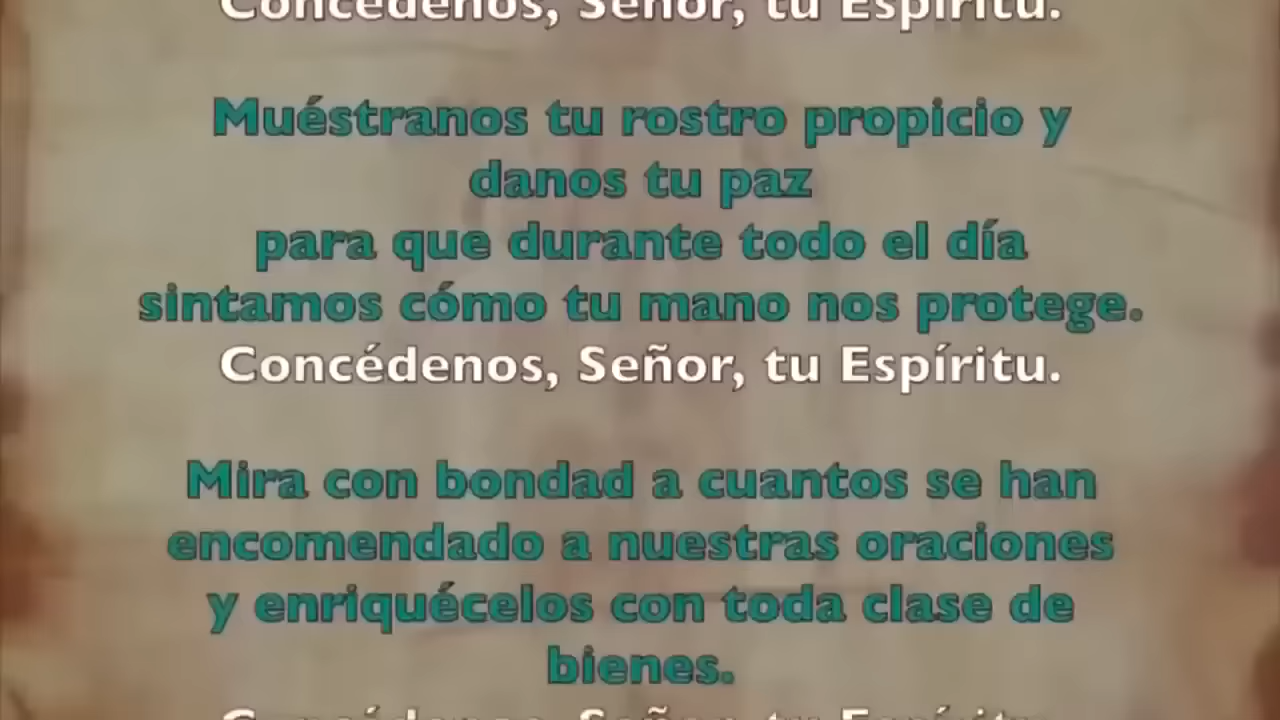 Concédenos, Señor, tu Espíritu.
Muéstranos tu rostro propicio y
danos tu paz
para que durante todo el día
sintamos cómo tu mano nos protege.
Concédenos, Señor, tu Espíritu.
Mira con bondad a cuantos se han
encomendado a nuestras oraciones
y enriquécelos con toda clase de
bienes.
Concédenos, Señor, tu Espíritu.